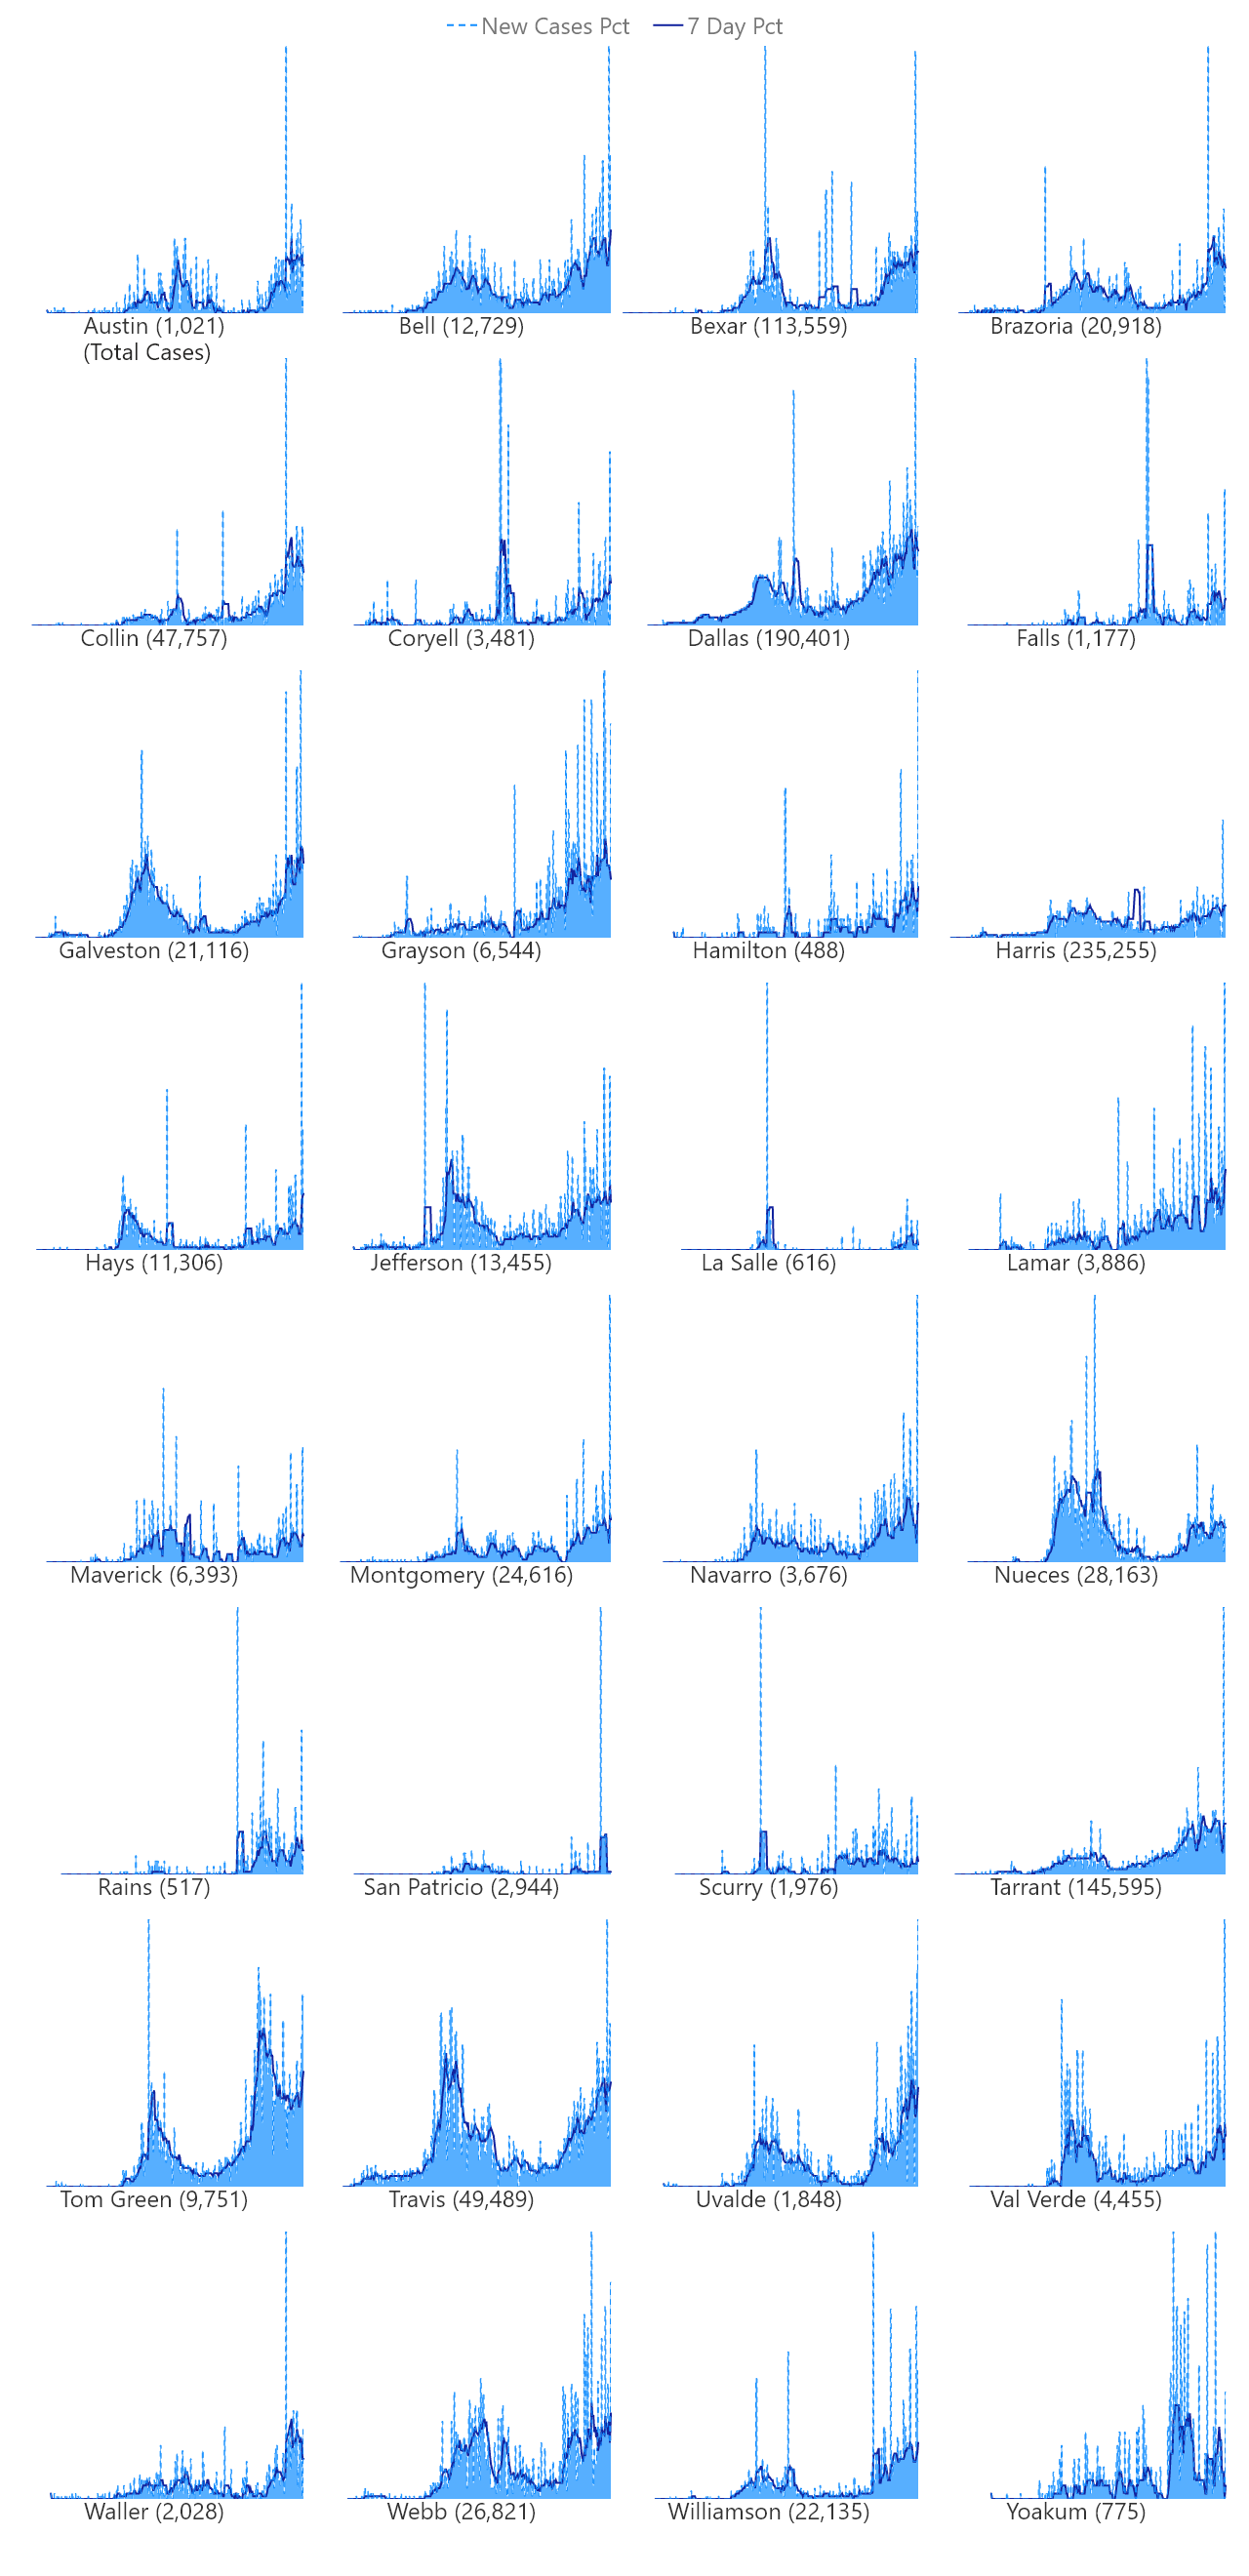 New Cases Pct 7 Day Pct
Austin (1,021) Bell (12,729) Bexar (113,559) Brazoria (20,918)
(Total Cases)
Collin (47,757) Coryell (3,481) Dallas (190,401) Falls (1,177)
Galveston (21,116) Grayson (6,544) Hamilton (488) Harris (235,255)
Hays (11,306) Jefferson (13,455) La Salle (616) Lamar (3,886)
Maverick (6,393) Montgomery (24,616) Navarro (3,676) Nueces (28,163)
Rains (517) San Patricio (2,944) Scurry (1,976) Tarrant (145,595)
Tom Green (9,751) Travis (49,489) Uvalde (1,848) Val Verde (4,455)
Waller (2,028) Webb (26,821) Williamson (22,135) Yoakum (775)